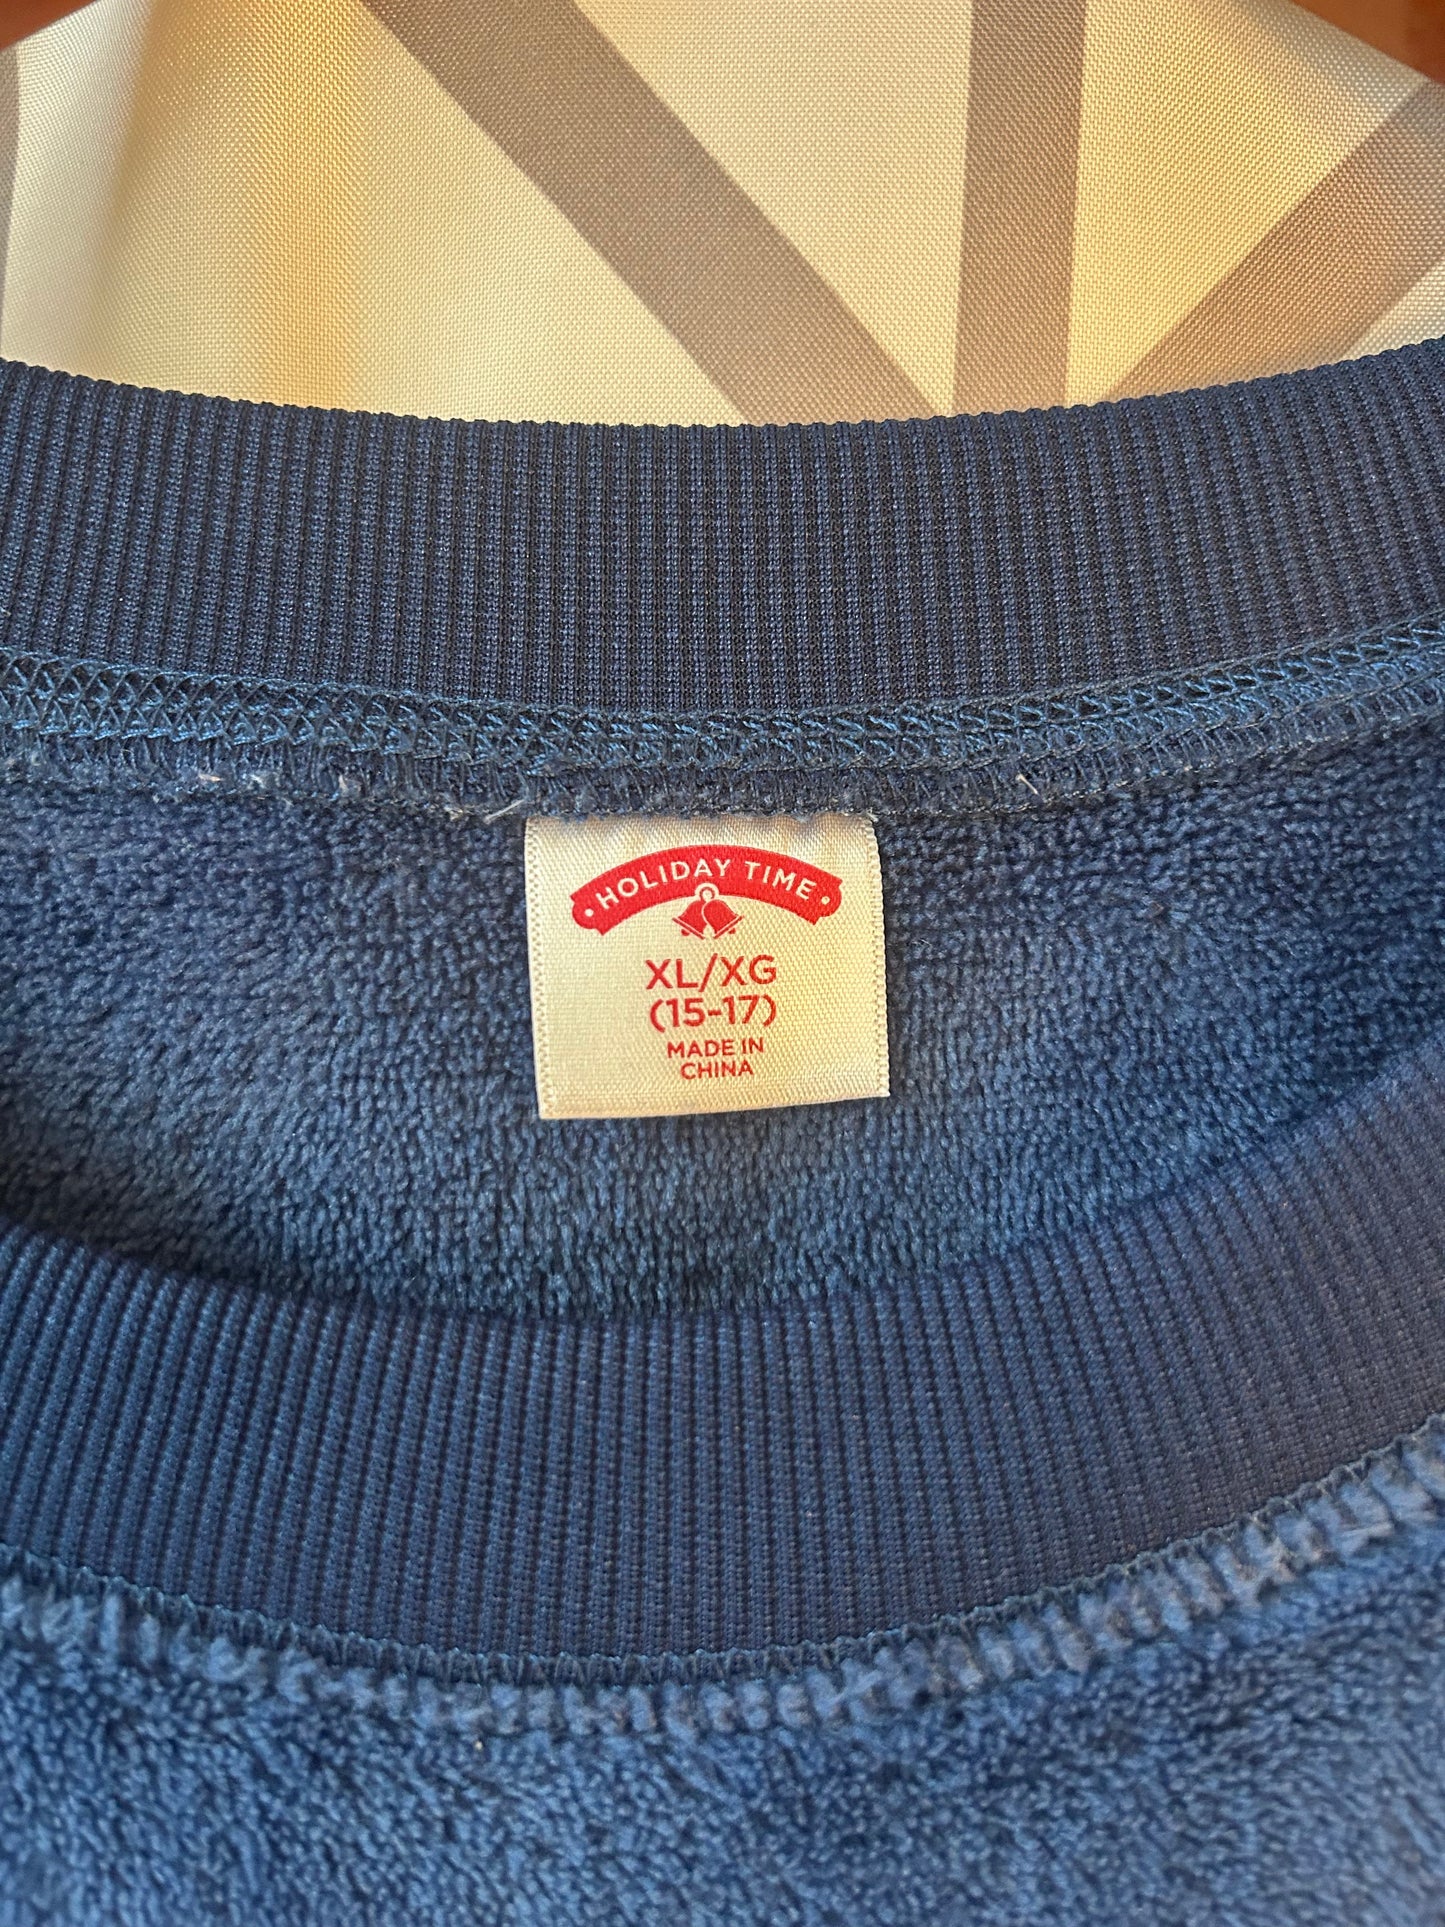 HOLIDAY TIME
XL/XG
(15-17)
MADE IN
CHINA